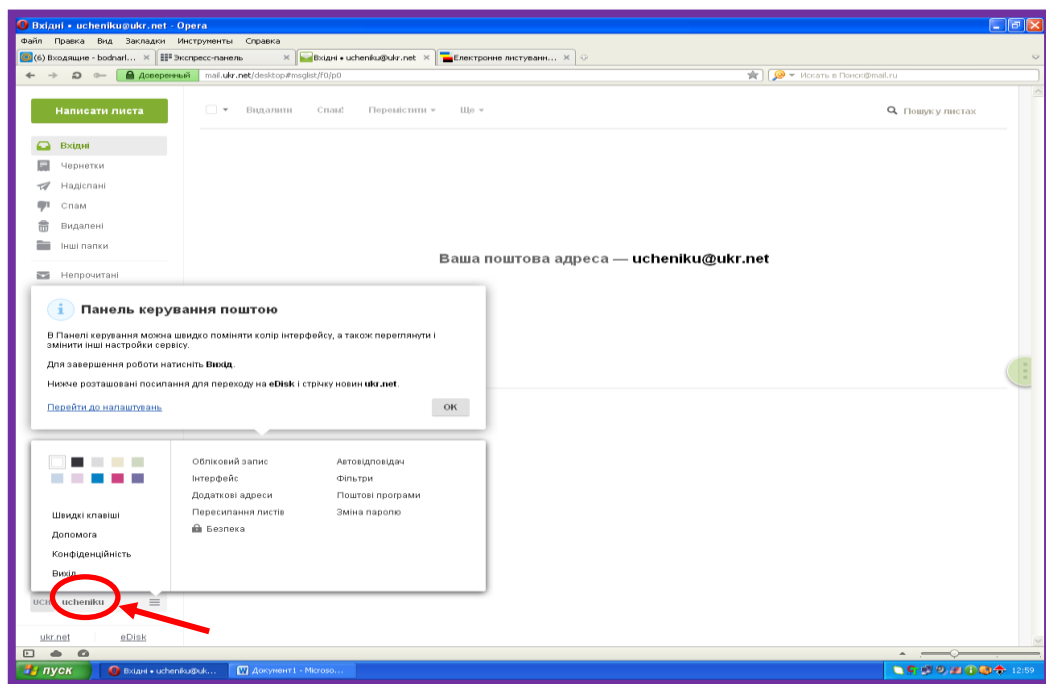 Вхідні • ucheniku@ukr.net - Opera
Файл Правка Вид Закладки Инструменты Справка
(6) Входящие - bodnarl... × Экспресс-панель × Вхідні • ucheniku@ukr.net × Електронне листуванн... ×
Доверенный mail.ukr.net/desktop#msglist/f0/p0 Искать в Поиск@mail.ru
Написати листа Видалити Спам! Перемістити Ще Пошук у листах
Вхідні
Чернетки
Надіслані
Спам
Видалені
Інші папки
Ваша поштова адреса — ucheniku@ukr.net
Непрочитані
Панель керування поштою
В Панелі керування можна швидко поміняти колір інтерфейсу, а також переглянути і
змінити інші настройки сервісу.
Для завершення роботи натисніть Вихід.
Нижче розташовані посилання для переходу на eDisk і стрічку новин ukr.net.
Перейти до налаштувань OK
Обліковий запис Автовідповідач
Інтерфейс Фільтри
Додаткові адреси Поштові програми
Швидкі клавіші Пересилання листів Зміна паролю
Безпека
Допомога
Конфіденційність
Вихід
UCH ucheniku
ukr.net eDisk
пуск Вхідні • ucheniku@uk... Документ1 - Microso... 12:59